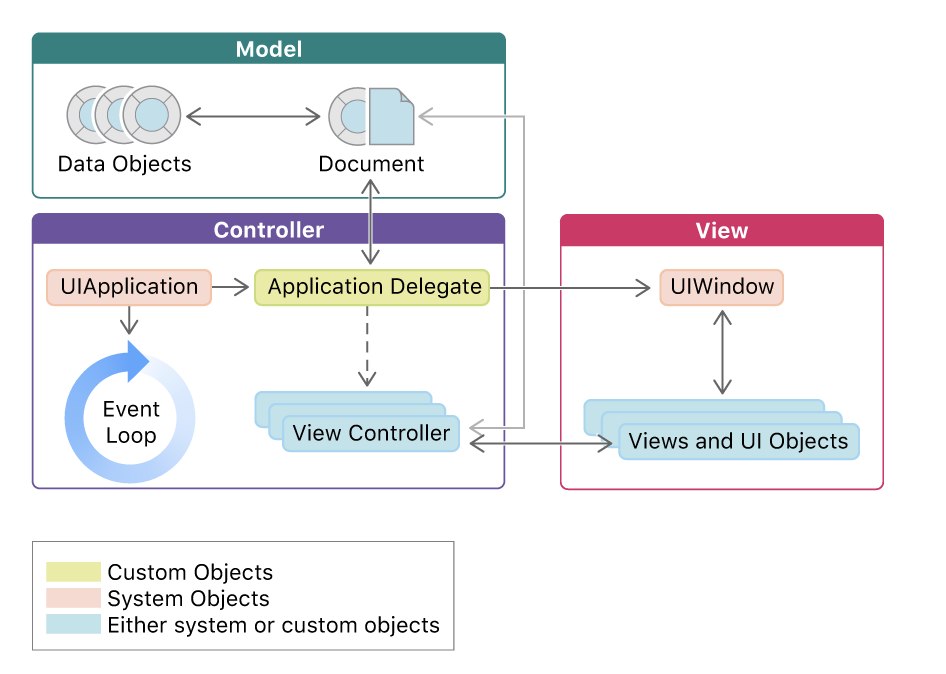 Model
Data Objects
Document
Controller
View
UIApplication
Application Delegate
UIWindow
Event
Loop
View Controller
Views and UI Objects
Custom Objects
System Objects
Either system or custom objects